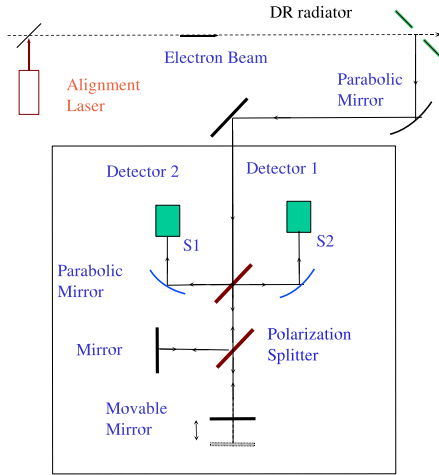 DR radiator
Electron Beam
Alignment
Laser
Parabolic
Mirror
Detector 2
Detector 1
S1
S2
Parabolic
Mirror
Polarization
Splitter
Mirror
Movable
Mirror